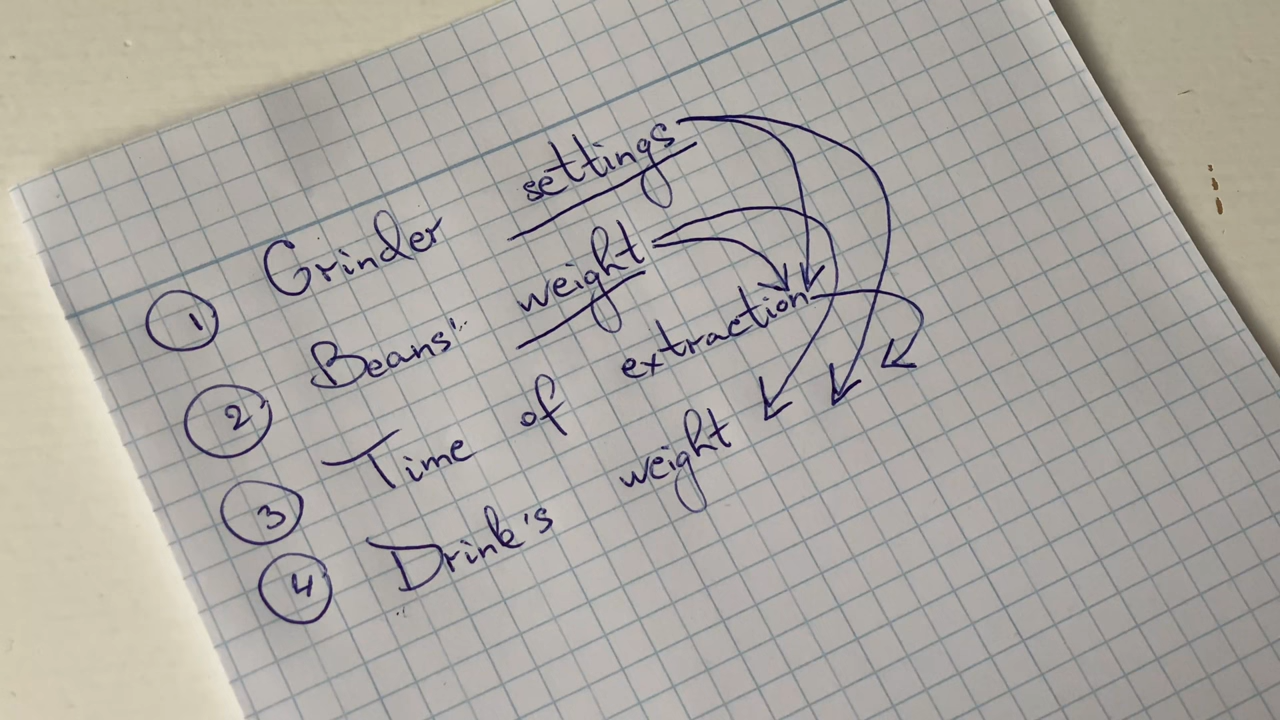 1 Grinder settings
2 Beans' weight
3 Time of extraction
4 Drink's weight